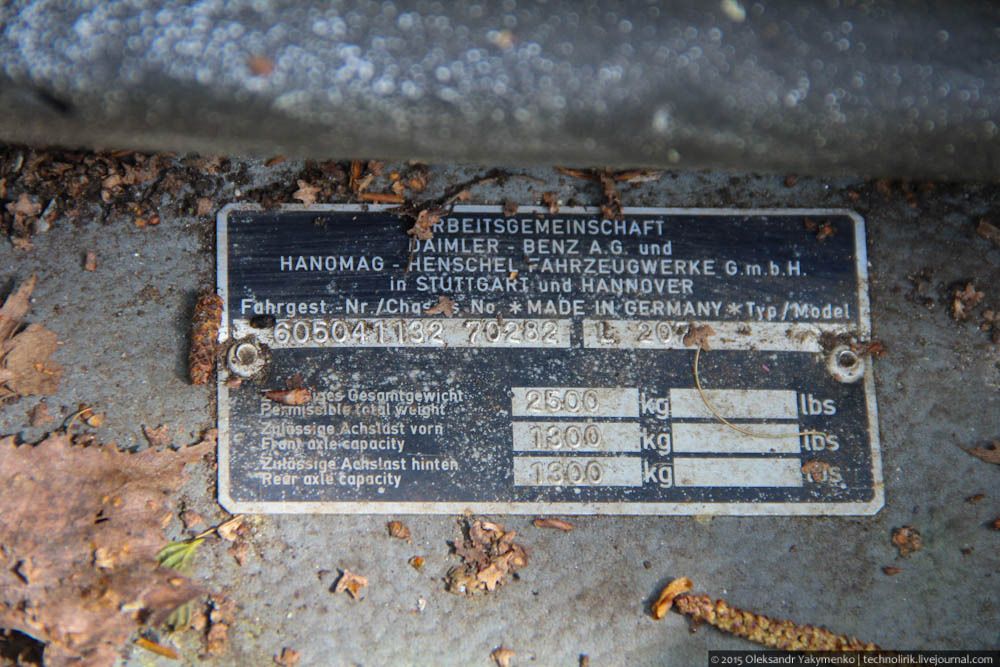 ARBEITSGEMEINSCHAFT
DAIMLER - BENZ A.G. und
HANOMAG - HENSCHEL FAHRZEUGWERKE G.m.b.H.
in STUTTGART und HANNOVER
Fahrgest.-Nr./Chassis No. * MADE IN GERMANY * Typ/Model
605041132 70282 L 207
Gesamtgewicht
Permissible total weight
2500 kg lbs
Zulässige Achslast vorn
Front axle capacity
1300 kg lbs
Zulässige Achslast hinten
Rear axle capacity
1300 kg lbs
© 2015 Oleksandr Yakymenko | technolirik.livejournal.com